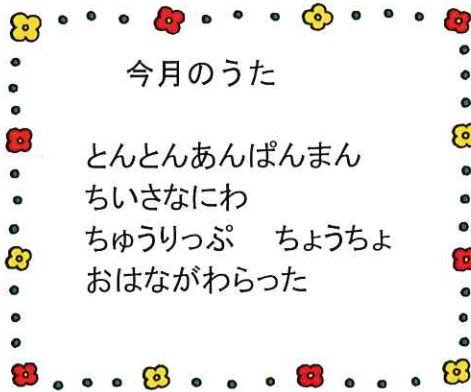 今月のうた
とんとんあんぱんまん
ちいさなにわ
ちゅうりっぷ　ちょうちょ
おはながわらった